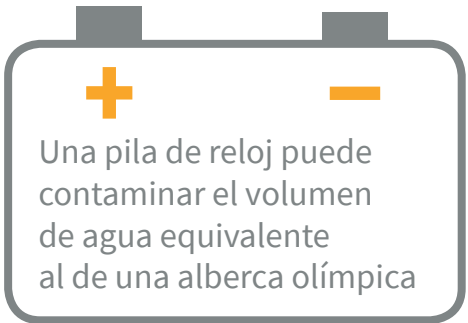 + −
Una pila de reloj puede
contaminar el volumen
de agua equivalente
al de una alberca olímpica